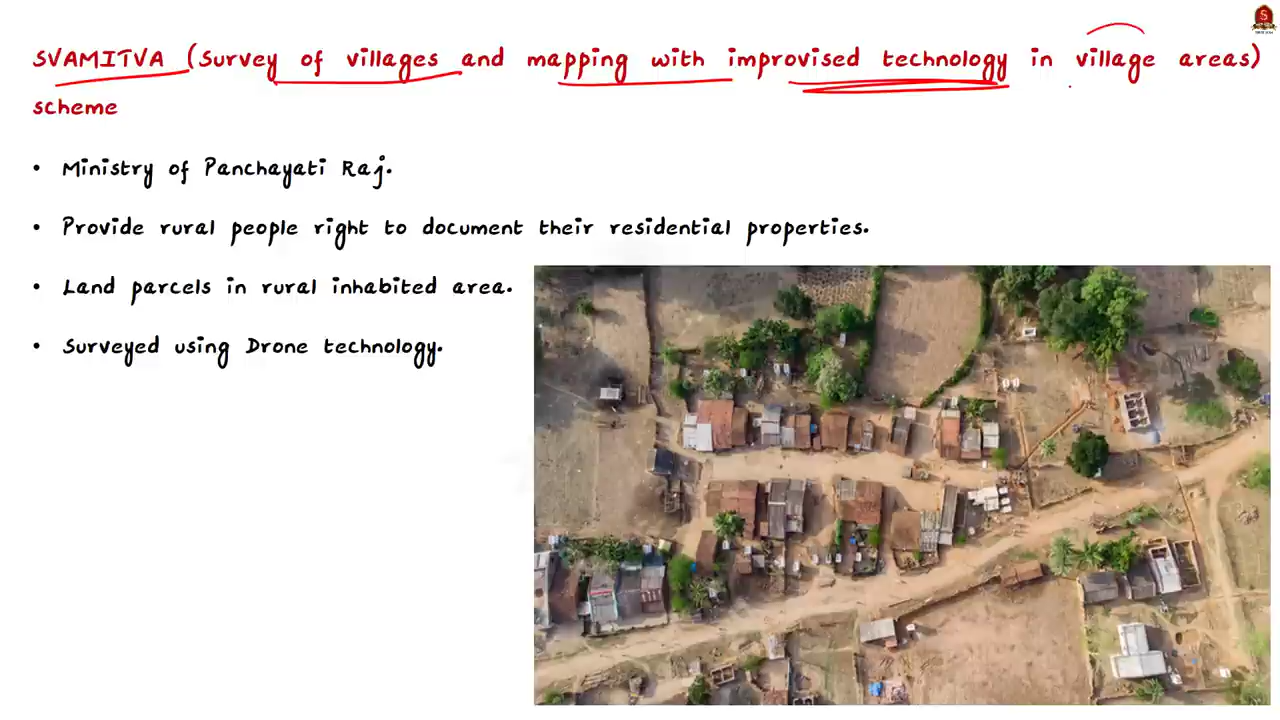 SVAMITVA (Survey of villages and mapping with improvised technology in village areas)
scheme
• Ministry of Panchayati Raj.
• Provide rural people right to document their residential properties.
• Land parcels in rural inhabited area.
• Surveyed using Drone technology.